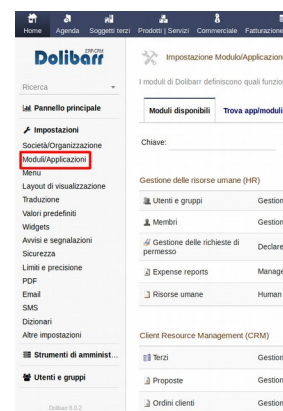 Home Agenda Soggetti terzi Prodotti | Servizi Commerciale Fatturazione
Dolibarr
ERP/CRM
Ricerca
Pannello principale
Impostazioni
Società/Organizzazione
Moduli/Applicazioni
Menu
Layout di visualizzazione
Traduzione
Valori predefiniti
Widgets
Avvisi e segnalazioni
Sicurezza
Limiti e precisione
PDF
Email
SMS
Dizionari
Altre impostazioni
Strumenti di amminist...
Utenti e gruppi
Dolibarr 8.0.2
Impostazione Modulo/Applicazion
I moduli di Dolibarr definiscono quali funzio
Moduli disponibili Trova app/moduli
Chiave:
Gestione delle risorse umane (HR)
Utenti e gruppi Gestion
Membri Gestion
Gestione delle richieste di permesso Declare
Expense reports Manage
Risorse umane Human
Client Resource Management (CRM)
Terzi Gestion
Proposte Gestion
Ordini clienti Gestion